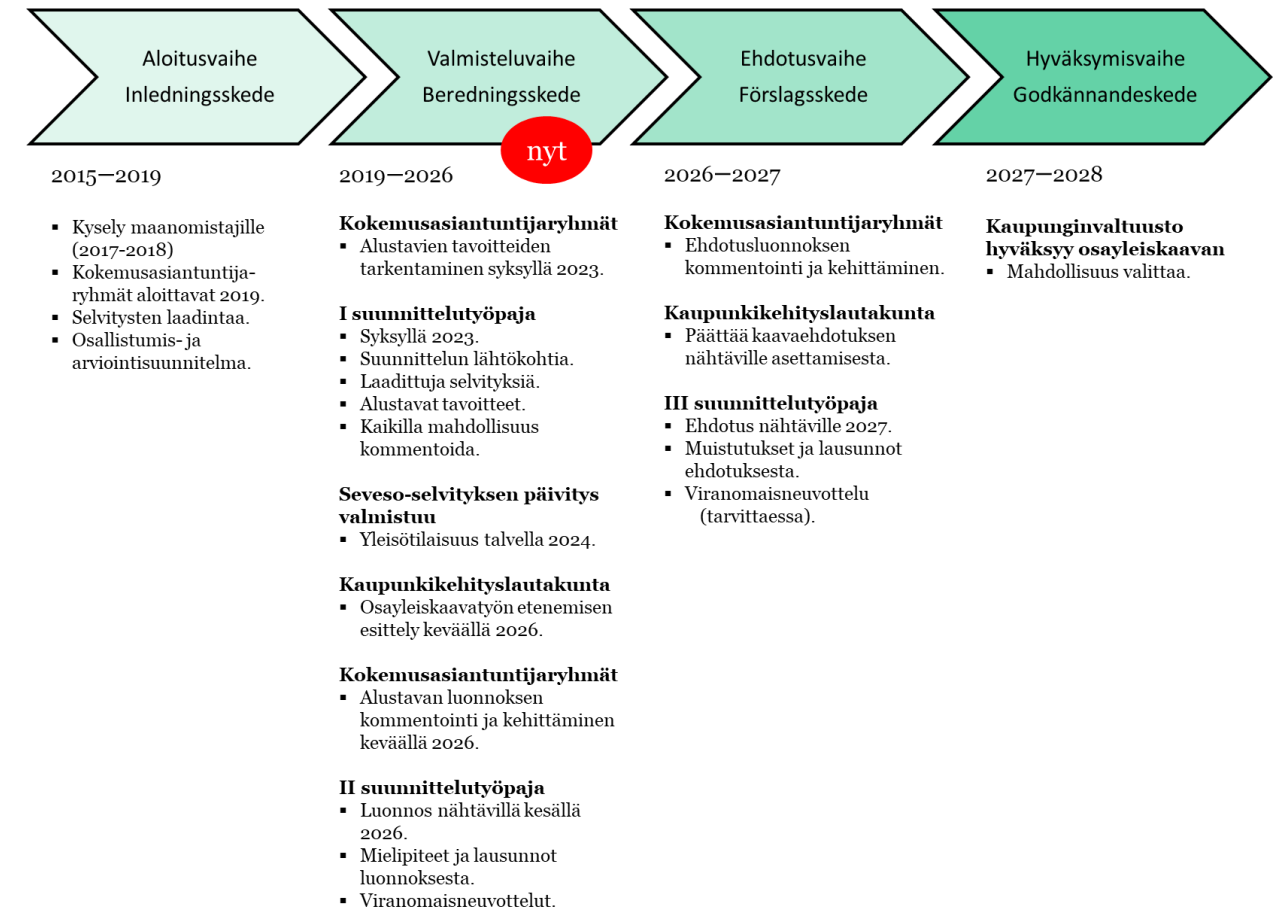 Aloitusvaihe
Inledningsskede
Valmisteluvaihe
Beredningsskede
Ehdotusvaihe
Förslagsskede
Hyväksymisvaihe
Godkännandeskede
nyt
2015—2019
▪ Kysely maanomistajille
(2017-2018)
▪ Kokemusasiantuntija-
ryhmät aloittavat 2019.
▪ Selvitysten laadintaa.
▪ Osallistumis- ja
arviointisuunnitelma.
2019—2026
Kokemusasiantuntijaryhmät
▪ Alustavien tavoitteiden
tarkentaminen syksyllä 2023.
I suunnittelutyöpaja
▪ Syksyllä 2023.
▪ Suunnittelun lähtökohtia.
▪ Laadittuja selvityksiä.
▪ Alustavat tavoitteet.
▪ Kaikilla mahdollisuus
kommentoida.
Seveso-selvityksen päivitys
valmistuu
▪ Yleisötilaisuus talvella 2024.
Kaupunkikehityslautakunta
▪ Osayleiskaavatyön etenemisen
esittely keväällä 2026.
Kokemusasiantuntijaryhmät
▪ Alustavan luonnoksen
kommentointi ja kehittäminen
keväällä 2026.
II suunnittelutyöpaja
▪ Luonnos nähtävillä kesällä
2026.
▪ Mielipiteet ja lausunnot
luonnoksesta.
▪ Viranomaisneuvottelut.
2026—2027
Kokemusasiantuntijaryhmät
▪ Ehdotusluonnoksen
kommentointi ja kehittäminen.
Kaupunkikehityslautakunta
▪ Päättää kaavaehdotuksen
nähtäville asettamisesta.
III suunnittelutyöpaja
▪ Ehdotus nähtäville 2027.
▪ Muistutukset ja lausunnot
ehdotuksesta.
▪ Viranomaisneuvottelu
(tarvittaessa).
2027—2028
Kaupunginvaltuusto
hyväksyy osayleiskaavan
▪ Mahdollisuus valittaa.